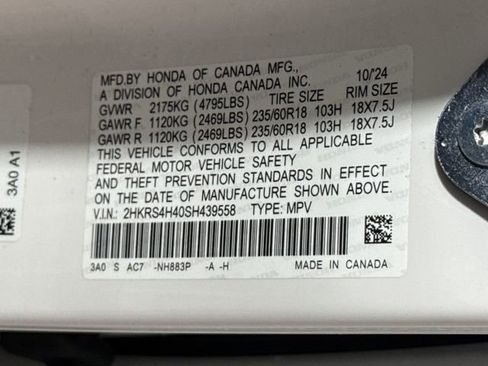 MFD.BY HONDA OF CANADA MFG.,
A DIVISION OF HONDA CANADA INC. 10/'24
GVWR 2175KG (4795LBS) TIRE SIZE RIM SIZE
GAWR F 1120KG (2469LBS) 235/60R18 103H 18X7.5J
GAWR R 1120KG (2469LBS) 235/60R18 103H 18X7.5J
THIS VEHICLE CONFORMS TO ALL APPLICABLE
FEDERAL MOTOR VEHICLE SAFETY
AND THEFT PREVENTION STANDARDS IN EFFECT
ON THE DATE OF MANUFACTURE SHOWN ABOVE.
V.I.N.: 2HKRS4H40SH439558 TYPE: MPV
3A0 S AC7 -NH883P -A -H MADE IN CANADA
3A0 A1